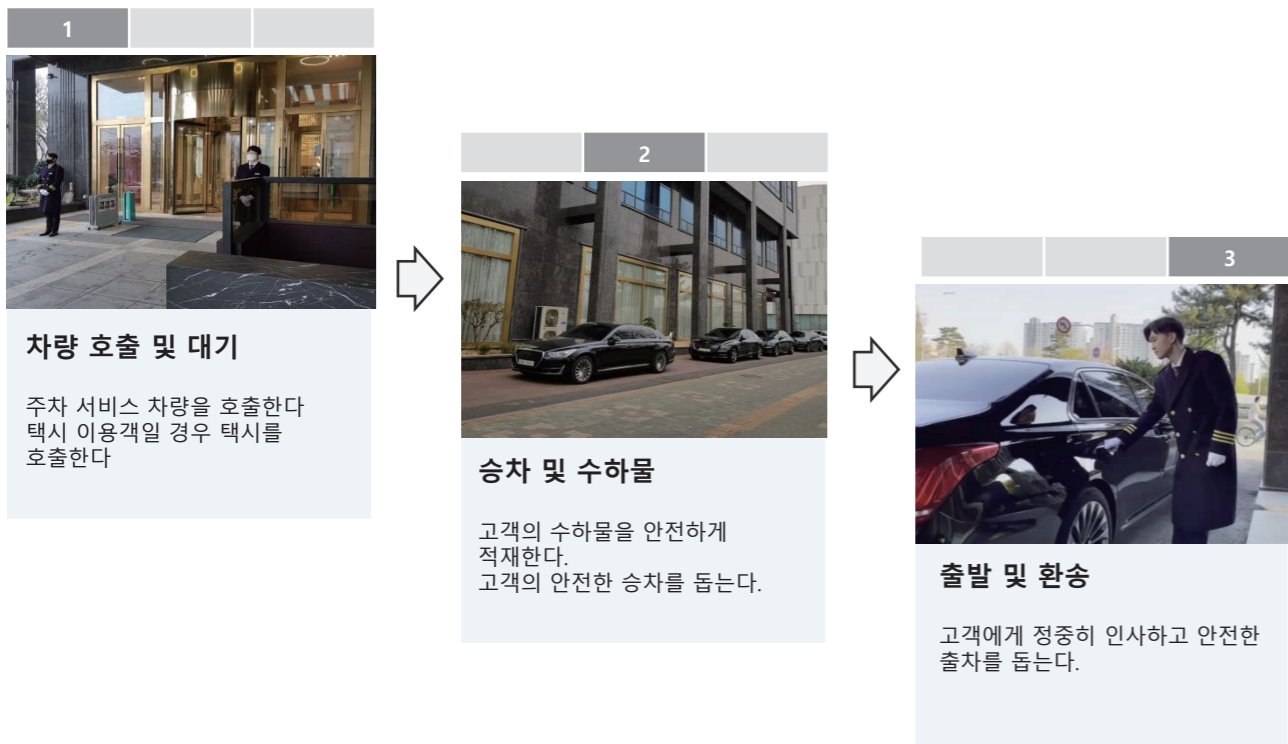 1
차량 호출 및 대기
주차 서비스 차량을 호출한다
택시 이용객일 경우 택시를
호출한다
2
승차 및 수하물
고객의 수하물을 안전하게
적재한다.
고객의 안전한 승차를 돕는다.
3
출발 및 환송
고객에게 정중히 인사하고 안전한
출차를 돕는다.